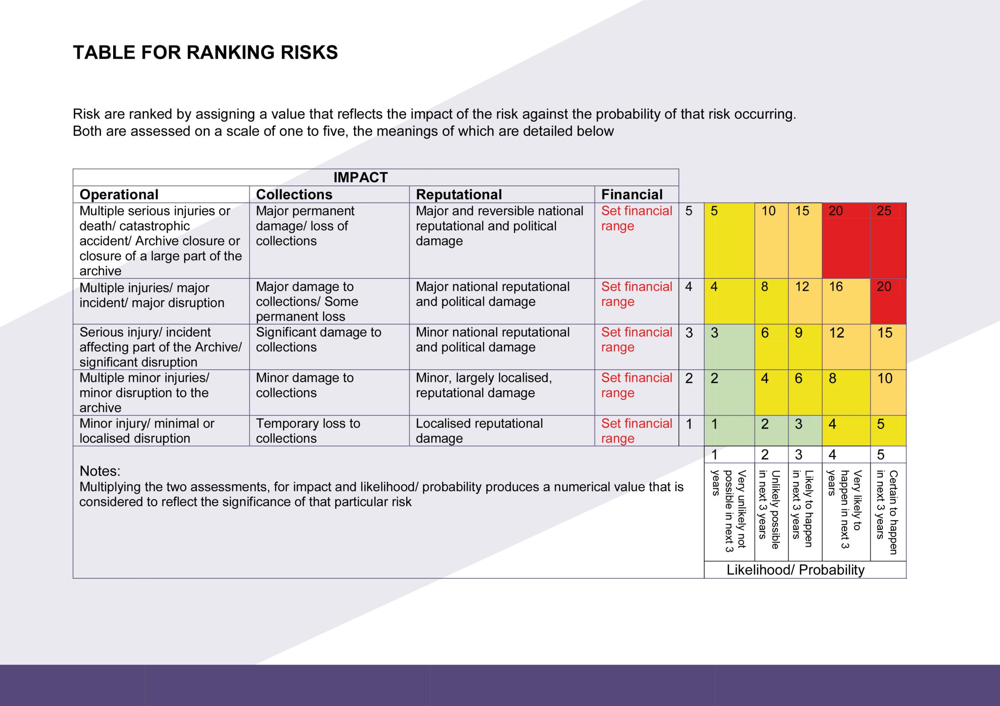 TABLE FOR RANKING RISKS
Risk are ranked by assigning a value that reflects the impact of the risk against the probability of that risk occurring.
Both are assessed on a scale of one to five, the meanings of which are detailed below
IMPACT
Operational Collections Reputational Financial
Multiple serious injuries or
death/ catastrophic
accident/ Archive closure or
closure of a large part of the
archive
Major permanent
damage/ loss of
collections
Major and reversible national
reputational and political
damage
Set financial
range
5 5 10 15 20 25
Multiple injuries/ major
incident/ major disruption
Major damage to
collections/ Some
permanent loss
Major national reputational
and political damage
Set financial
range
4 4 8 12 16 20
Serious injury/ incident
affecting part of the Archive/
significant disruption
Significant damage to
collections
Minor national reputational
and political damage
Set financial
range
3 3 6 9 12 15
Multiple minor injuries/
minor disruption to the
archive
Minor damage to
collections
Minor, largely localised,
reputational damage
Set financial
range
2 2 4 6 8 10
Minor injury/ minimal or
localised disruption
Temporary loss to
collections
Localised reputational
damage
Set financial
range
1 1 2 3 4 5
1 2 3 4 5
Notes:
Multiplying the two assessments, for impact and likelihood/ probability produces a numerical value that is
considered to reflect the significance of that particular risk
Very unlikely not
possible in next 3
years
Unlikely possible
in next 3 years
Likely to happen
in next 3 years
Very likely to
happen in next 3
years
Certain to happen
in next 3 years
Likelihood/ Probability